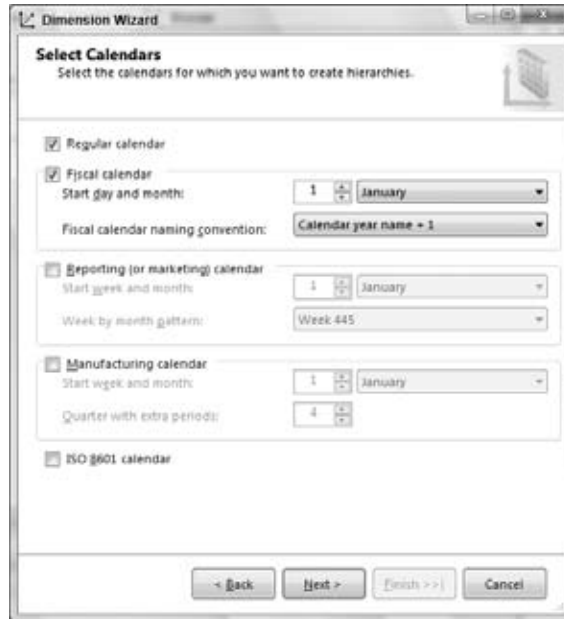 Dimension Wizard
Select Calendars
Select the calendars for which you want to create hierarchies.
Regular calendar
Fiscal calendar
Start day and month: 1 January
Fiscal calendar naming convention: Calendar year name + 1
Reporting (or marketing) calendar
Start week and month: 1 January
Week by month pattern: Week 445
Manufacturing calendar
Start week and month: 1 January
Quarter with extra periods: 4
ISO 8601 calendar
< Back Next > Finish >>| Cancel